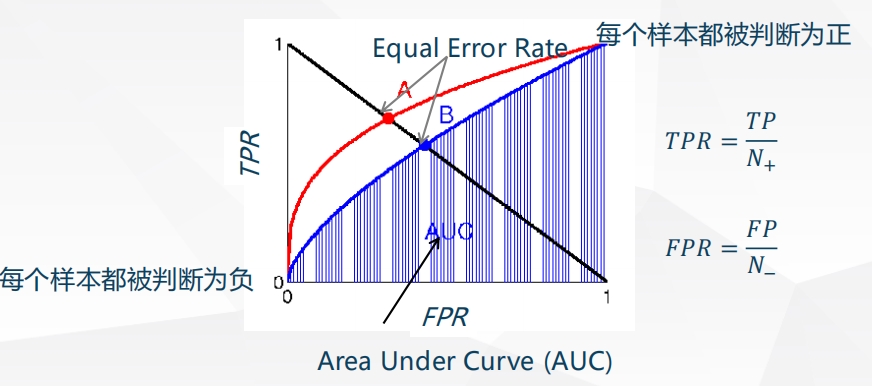 每个样本都被判断为正
1
Equal Error Rate
A
B
TPR
TPR = TP / N₊
AUC
FPR = FP / N₋
每个样本都被判断为负
0
0
1
FPR
Area Under Curve (AUC)